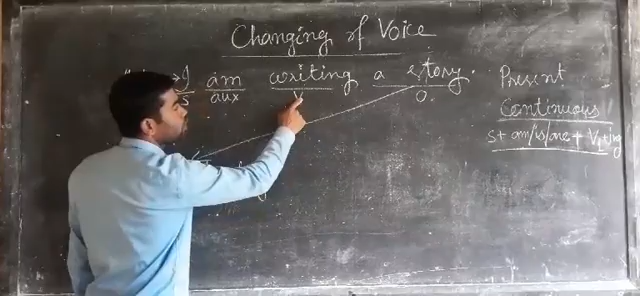 Changing of Voice
I am writing a story.
S aux V O.
Present
Continuous
S+ am/is/are + V1+ing